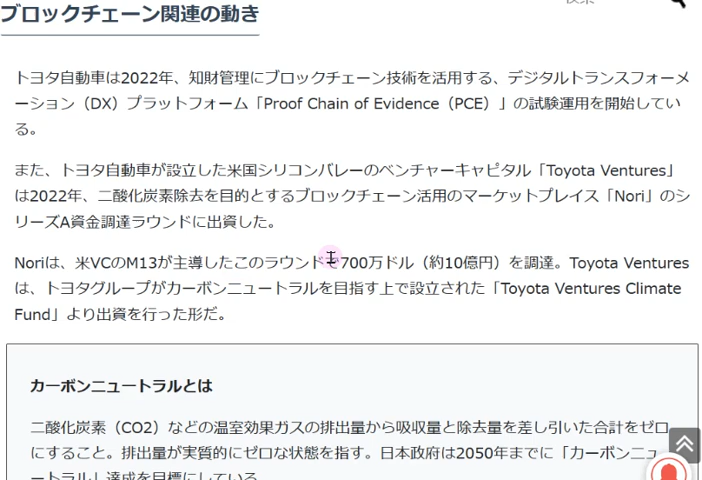 ブロックチェーン関連の動き
トヨタ自動車は2022年、知財管理にブロックチェーン技術を活用する、デジタルトランスフォーメ
ーション（DX）プラットフォーム「Proof Chain of Evidence（PCE）」の試験運用を開始してい
る。
また、トヨタ自動車が設立した米国シリコンバレーのベンチャーキャピタル「Toyota Ventures」
は2022年、二酸化炭素除去を目的とするブロックチェーン活用のマーケットプレイス「Nori」のシ
リーズA資金調達ラウンドに出資した。
Noriは、米VCのM13が主導したこのラウンドで700万ドル（約10億円）を調達。Toyota Ventures
は、トヨタグループがカーボンニュートラルを目指す上で設立された「Toyota Ventures Climate
Fund」より出資を行った形だ。
カーボンニュートラルとは
二酸化炭素（CO2）などの温室効果ガスの排出量から吸収量と除去量を差し引いた合計をゼロ
にすること。排出量が実質的にゼロな状態を指す。日本政府は2050年までに「カーボンニュ
ートラル」達成を目標にしている